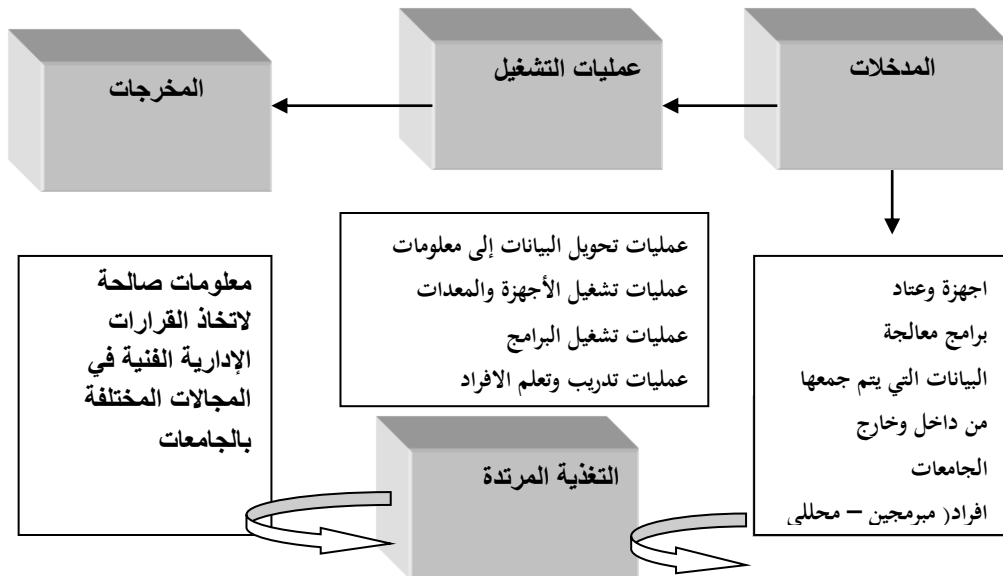 المدخلات
عمليات التشغيل
المخرجات
اجهزة وعتاد
برامج معالجة
البيانات التي يتم جمعها
من داخل وخارج
الجامعات
افراد( مبرمجين – محللي
عمليات تحويل البيانات إلى معلومات
عمليات تشغيل الأجهزة والمعدات
عمليات تشغيل البرامج
عمليات تدريب وتعلم الافراد
معلومات صالحة
لاتخاذ القرارات
الإدارية الفنية في
المجالات المختلفة
بالجامعات
التغذية المرتدة